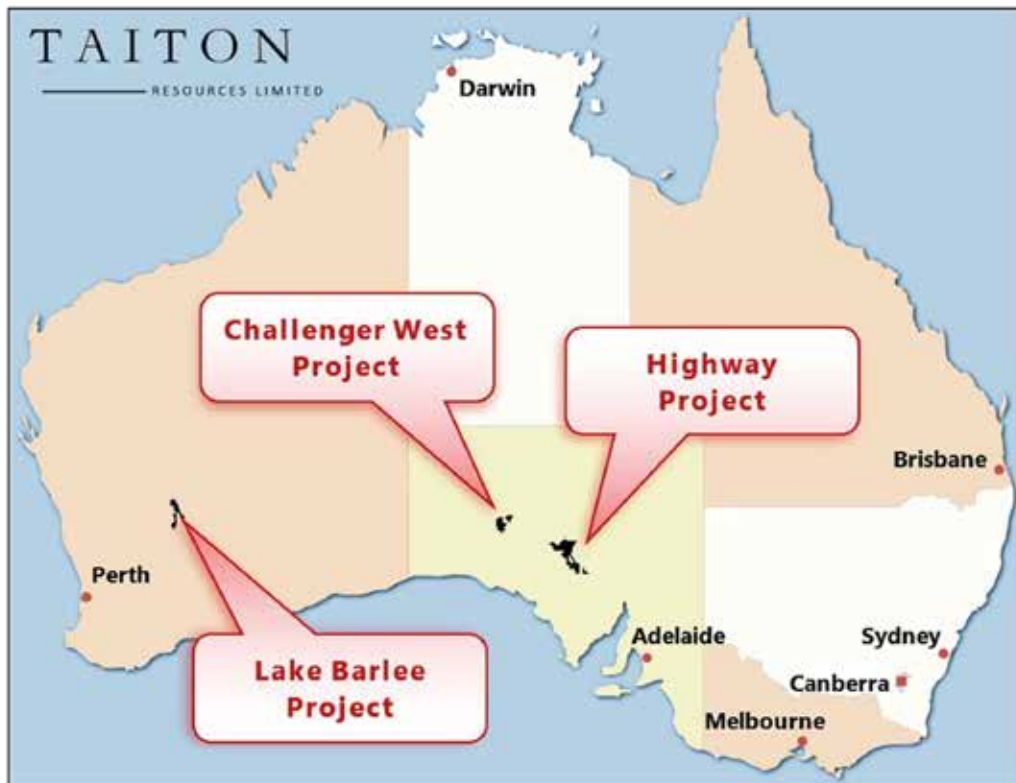 TAITON
RESOURCES LIMITED
Darwin
Challenger West
Project
Highway
Project
Brisbane
Perth
Lake Barlee
Project
Adelaide
Sydney
Canberra
Melbourne